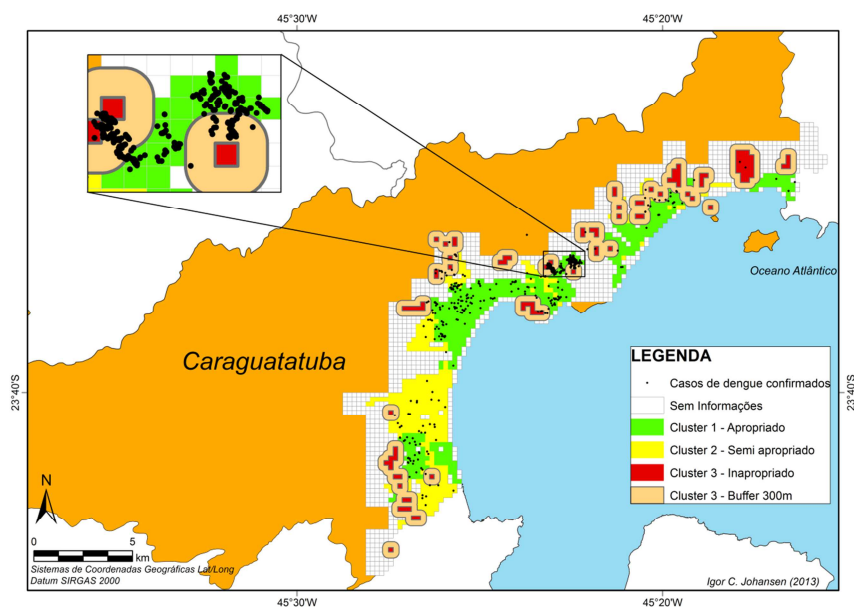 45°30'W
45°20'W
Oceano Atlântico
Caraguatatuba
23°40'S
23°40'S
LEGENDA
Casos de dengue confirmados
Sem Informações
Cluster 1 - Apropriado
Cluster 2 - Semi apropriado
Cluster 3 - Inapropriado
Cluster 3 - Buffer 300m
N
0
5
km
Sistemas de Coordenadas Geográficas Lat/Long
Datum SIRGAS 2000
Igor C. Johansen (2013)
45°30'W
45°20'W